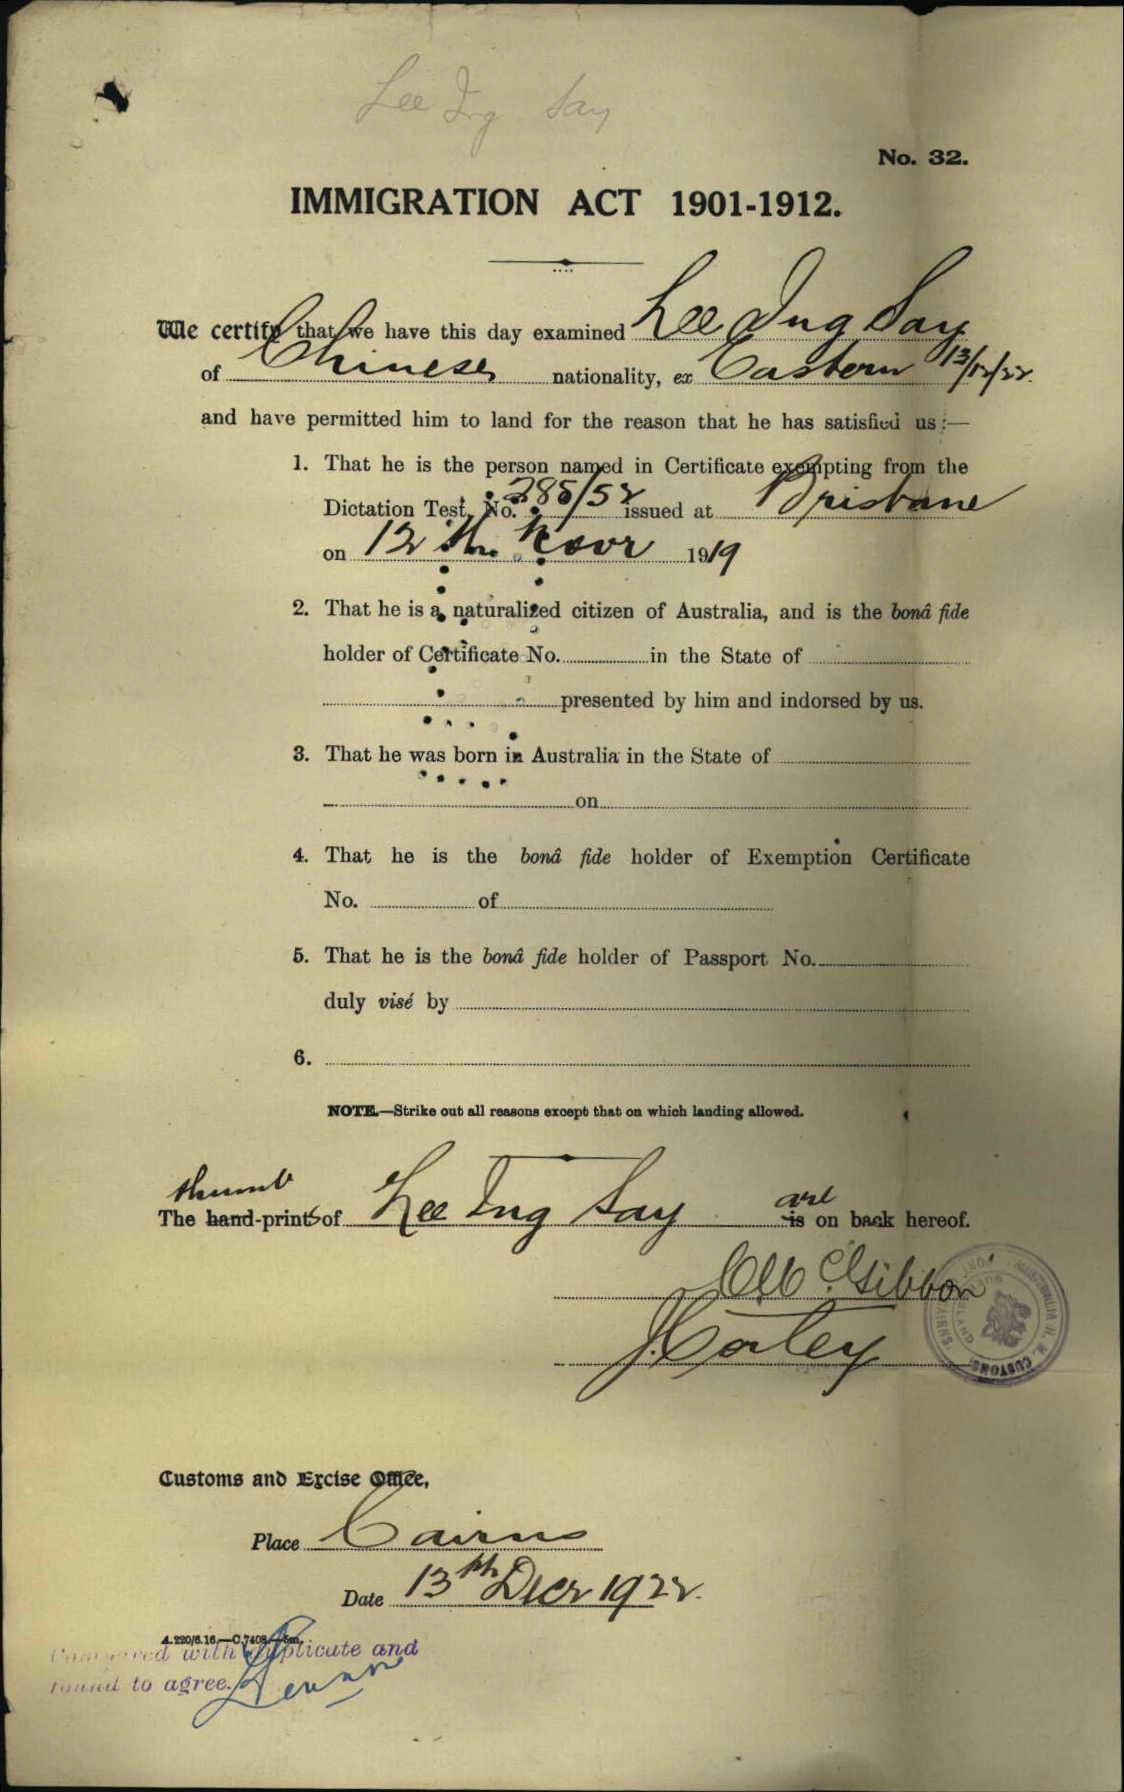 Lee Ing Say
No. 32.
IMMIGRATION ACT 1901-1912.
We certify that we have this day examined Lee Ing Say
of Chinese nationality, ex Eastern 13/12/22.
and have permitted him to land for the reason that he has satisfied us:—
1. That he is the person named in Certificate exempting from the
Dictation Test, No. 285/52 issued at Brisbane
on 12th Novr 1919
2. That he is a naturalized citizen of Australia, and is the bonâ fide
holder of Certificate No. in the State of
presented by him and indorsed by us.
3. That he was born in Australia in the State of
on
4. That he is the bonâ fide holder of Exemption Certificate
No. of
5. That he is the bonâ fide holder of Passport No.
duly visé by
6.
NOTE.—Strike out all reasons except that on which landing allowed.
thumb are
The hand-prints of Lee Ing Say is on back hereof.
Gibbon
J. Corley
CUSTOMS
Customs and Excise Office,
Place Cairns
Date 13th Decr 1922.
A.220/6.16.—C.7408.—5m.
Compared with duplicate and
found to agree.